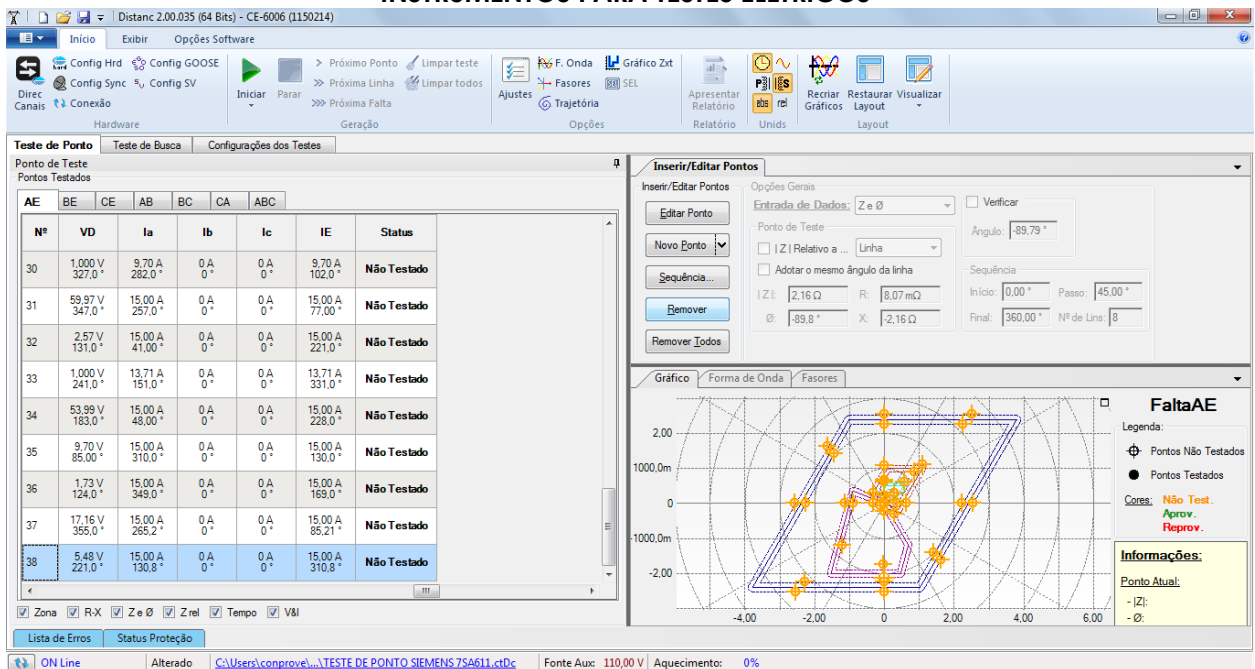 INSTRUMENTOS PARA TESTES ELÉTRICOS
Distanc 2.00.035 (64 Bits) - CE-6006 (1150214)
Início Exibir Opções Software
Direc Canais
Config Hrd
Config Sync
Conexão
Config GOOSE
Config SV
Hardware
Iniciar
Parar
Próximo Ponto
Próxima Linha
Próxima Falta
Limpar teste
Limpar todos
Geração
Ajustes
F. Onda
Fasores
Trajetória
Gráfico Zxt
SEL
Opções
Apresentar Relatório
Relatório
abs rel
Unids
Recriar Gráficos
Restaurar Layout
Visualizar
Layout
Teste de Ponto Teste de Busca Configurações dos Testes
Ponto de Teste
Pontos Testados
AE BE CE AB BC CA ABC
Nº VD Ia Ib Ic IE Status
30 1,000 V 327,0 ° 9,70 A 282,0 ° 0 A 0 ° 0 A 0 ° 9,70 A 102,0 ° Não Testado
31 59,97 V 347,0 ° 15,00 A 257,0 ° 0 A 0 ° 0 A 0 ° 15,00 A 77,00 ° Não Testado
32 2,57 V 131,0 ° 15,00 A 41,00 ° 0 A 0 ° 0 A 0 ° 15,00 A 221,0 ° Não Testado
33 1,000 V 241,0 ° 13,71 A 151,0 ° 0 A 0 ° 0 A 0 ° 13,71 A 331,0 ° Não Testado
34 53,99 V 183,0 ° 15,00 A 48,00 ° 0 A 0 ° 0 A 0 ° 15,00 A 228,0 ° Não Testado
35 9,70 V 85,00 ° 15,00 A 310,0 ° 0 A 0 ° 0 A 0 ° 15,00 A 130,0 ° Não Testado
36 1,73 V 124,0 ° 15,00 A 349,0 ° 0 A 0 ° 0 A 0 ° 15,00 A 169,0 ° Não Testado
37 17,16 V 355,0 ° 15,00 A 265,2 ° 0 A 0 ° 0 A 0 ° 15,00 A 85,21 ° Não Testado
38 5,48 V 221,0 ° 15,00 A 130,8 ° 0 A 0 ° 0 A 0 ° 15,00 A 310,8 ° Não Testado
Zona R-X Z e Ø Z rel Tempo V&I
Lista de Erros Status Proteção
Inserir/Editar Pontos
Inserir/Editar Pontos
Editar Ponto
Novo Ponto
Sequência...
Remover
Remover Todos
Opções Gerais
Entrada de Dados: Z e Ø
Ponto de Teste
| Z | Relativo a ... Linha
Adotar o mesmo ângulo da linha
| Z |: 2,16 Ω R: 8,07 mΩ
Ø: -89,8 ° X: -2,16 Ω
Verificar
Ângulo: -89,79 °
Sequência
Início: 0,00 ° Passo: 45,00 °
Final: 360,00 ° Nº de Lins: 8
Gráfico Forma de Onda Fasores
2,00
1000,0m
0
-1000,0m
-2,00
-4,00 -2,00 0 2,00 4,00 6,00
FaltaAE
Legenda:
Pontos Não Testados
Pontos Testados
Cores: Não Test.
Aprov.
Reprov.
Informações:
Ponto Atual:
- |Z|:
- Ø:
ON Line Alterado C:\Users\conprove\...\TESTE DE PONTO SIEMENS 7SA611.ctDc Fonte Aux: 110,00 V Aquecimento: 0%